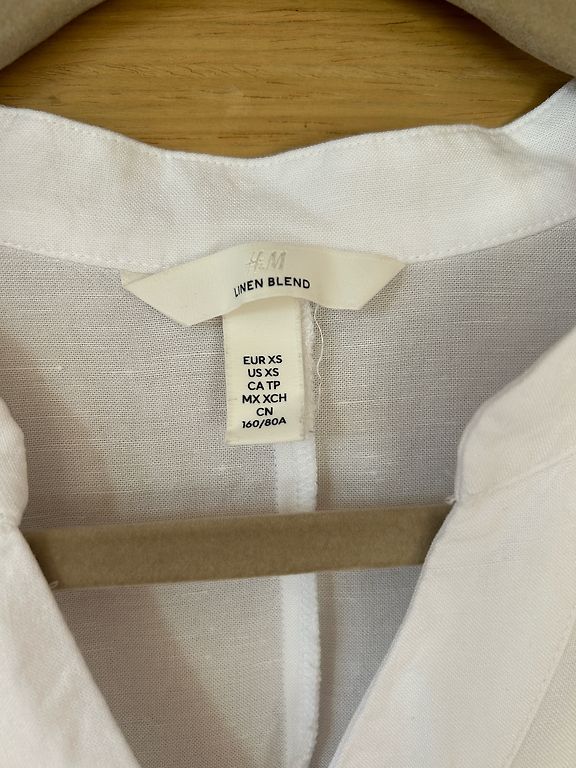 H&M
LINEN BLEND
EUR XS
US XS
CA TP
MX XCH
CN
160/80A